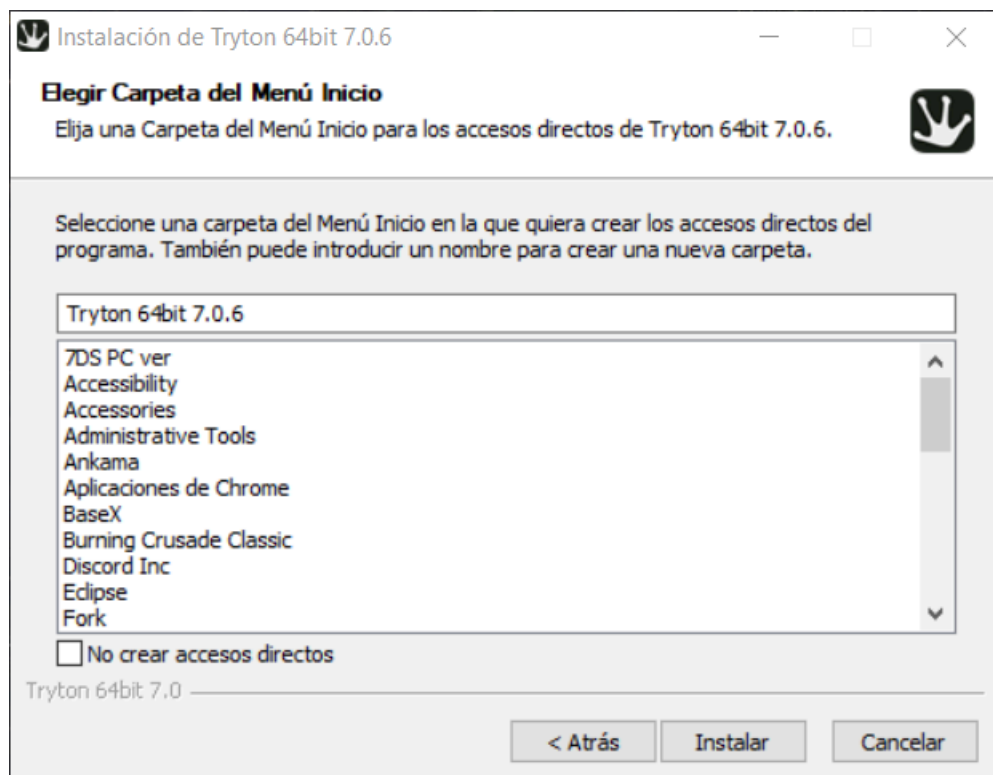 Instalación de Tryton 64bit 7.0.6
Elegir Carpeta del Menú Inicio
Elija una Carpeta del Menú Inicio para los accesos directos de Tryton 64bit 7.0.6.
Seleccione una carpeta del Menú Inicio en la que quiera crear los accesos directos del
programa. También puede introducir un nombre para crear una nueva carpeta.
Tryton 64bit 7.0.6
7DS PC ver
Accessibility
Accessories
Administrative Tools
Ankama
Aplicaciones de Chrome
BaseX
Burning Crusade Classic
Discord Inc
Eclipse
Fork
No crear accesos directos
Tryton 64bit 7.0
< Atrás
Instalar
Cancelar